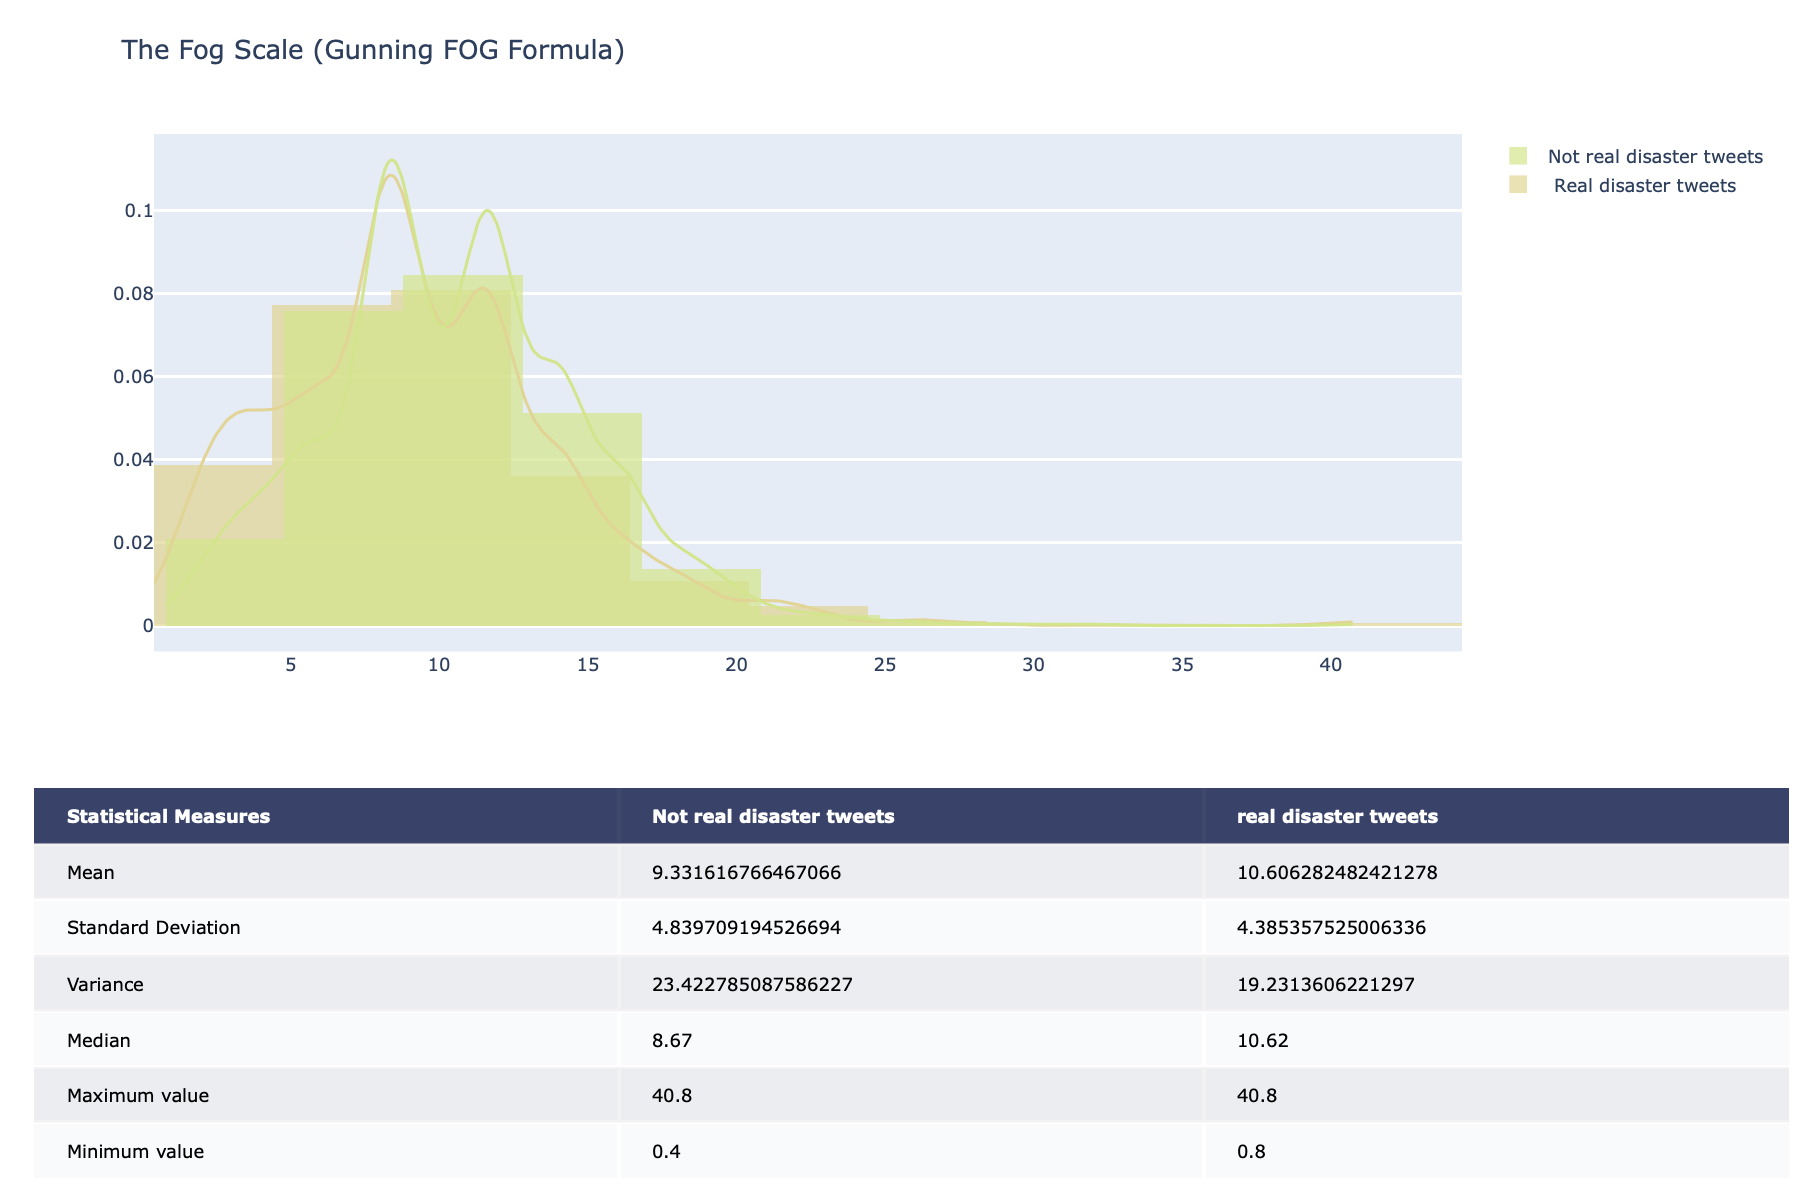 The Fog Scale (Gunning FOG Formula)
Not real disaster tweets
Real disaster tweets
0.1
0.08
0.06
0.04
0.02
0
5 10 15 20 25 30 35 40
Statistical Measures Not real disaster tweets real disaster tweets
Mean 9.331616766467066 10.606282482421278
Standard Deviation 4.839709194526694 4.385357525006336
Variance 23.422785087586227 19.2313606221297
Median 8.67 10.62
Maximum value 40.8 40.8
Minimum value 0.4 0.8